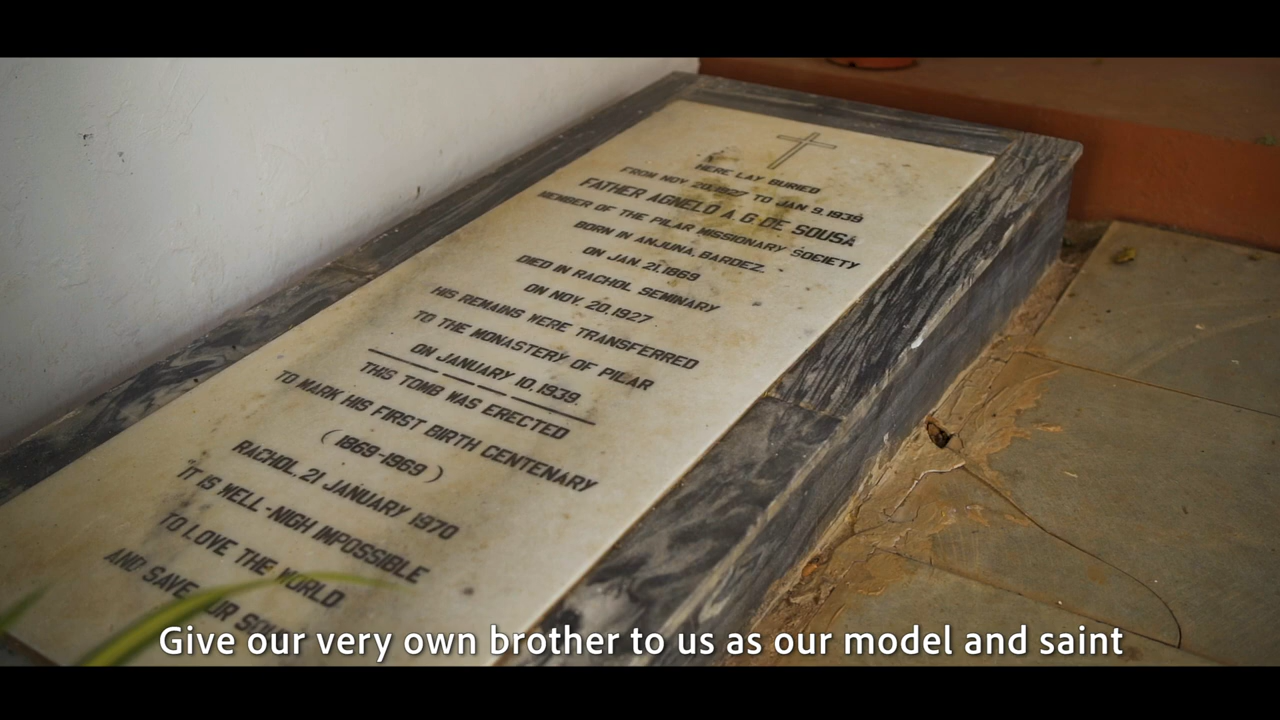 HERE LAY BURIED
FROM NOV 20.1927 TO JAN 9.1939
FATHER AGNELO A. G. DE SOUSA
MEMBER OF THE PILAR MISSIONARY SOCIETY
BORN IN ANJUNA, BARDEZ.
ON JAN. 21.1869
DIED IN RACHOL SEMINARY
ON NOV. 20.1927
HIS REMAINS WERE TRANSFERRED
TO THE MONASTERY OF PILAR
ON JANUARY 10.1939.
THIS TOMB WAS ERECTED
TO MARK HIS FIRST BIRTH CENTENARY
( 1869-1969 )
RACHOL. 21 JANUARY 1970
"IT IS WELL-NIGH IMPOSSIBLE
TO LOVE THE WORLD
AND SAVE
Give our very own brother to us as our model and saint